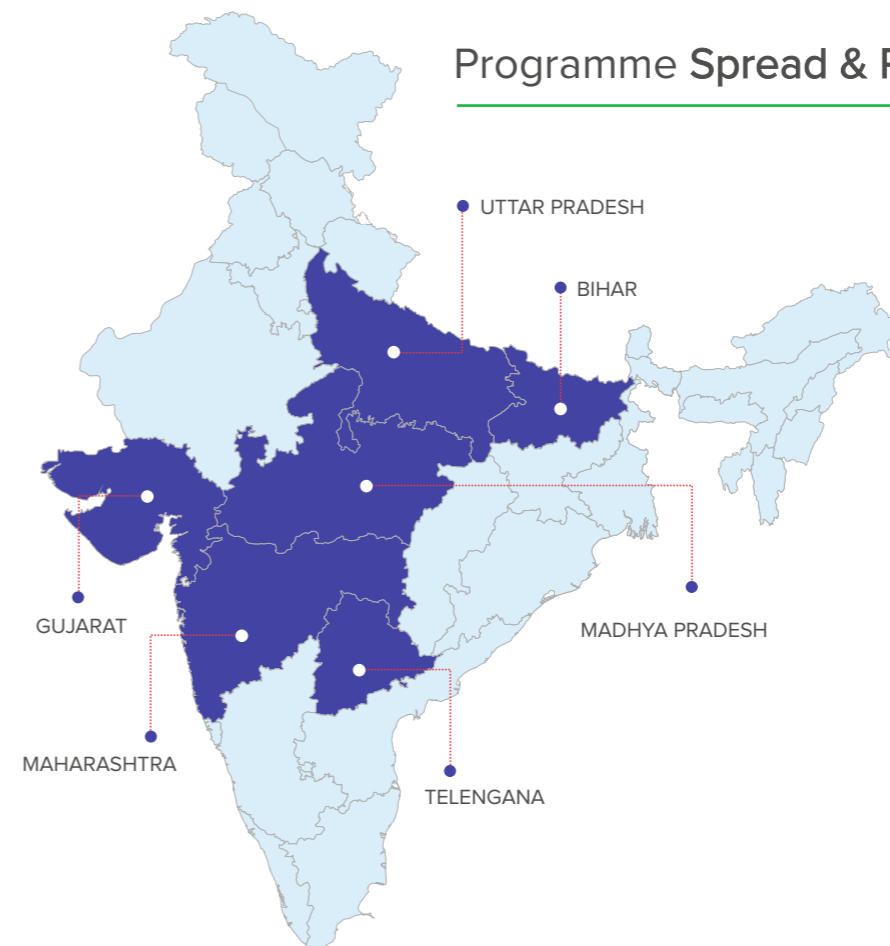 Programme Spread &
UTTAR PRADESH
BIHAR
GUJARAT
MADHYA PRADESH
MAHARASHTRA
TELENGANA